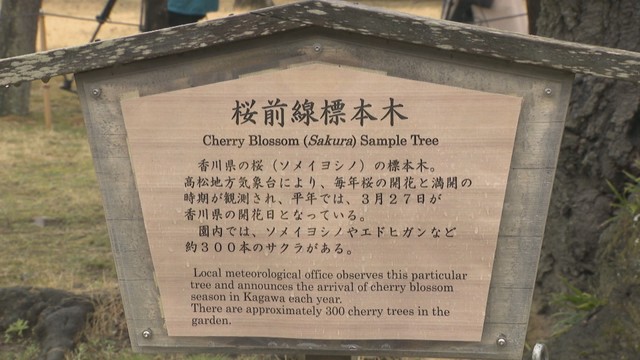 桜前線標本木
Cherry Blossom (Sakura) Sample Tree
香川県の桜（ソメイヨシノ）の標本木。
高松地方気象台により、毎年桜の開花と満開の
時期が観測され、平年では、３月２７日が
香川県の開花日となっている。
園内では、ソメイヨシノやエドヒガンなど
約３００本のサクラがある。
Local meteorological office observes this particular
tree and announces the arrival of cherry blossom
season in Kagawa each year.
There are approximately 300 cherry trees in the
garden.